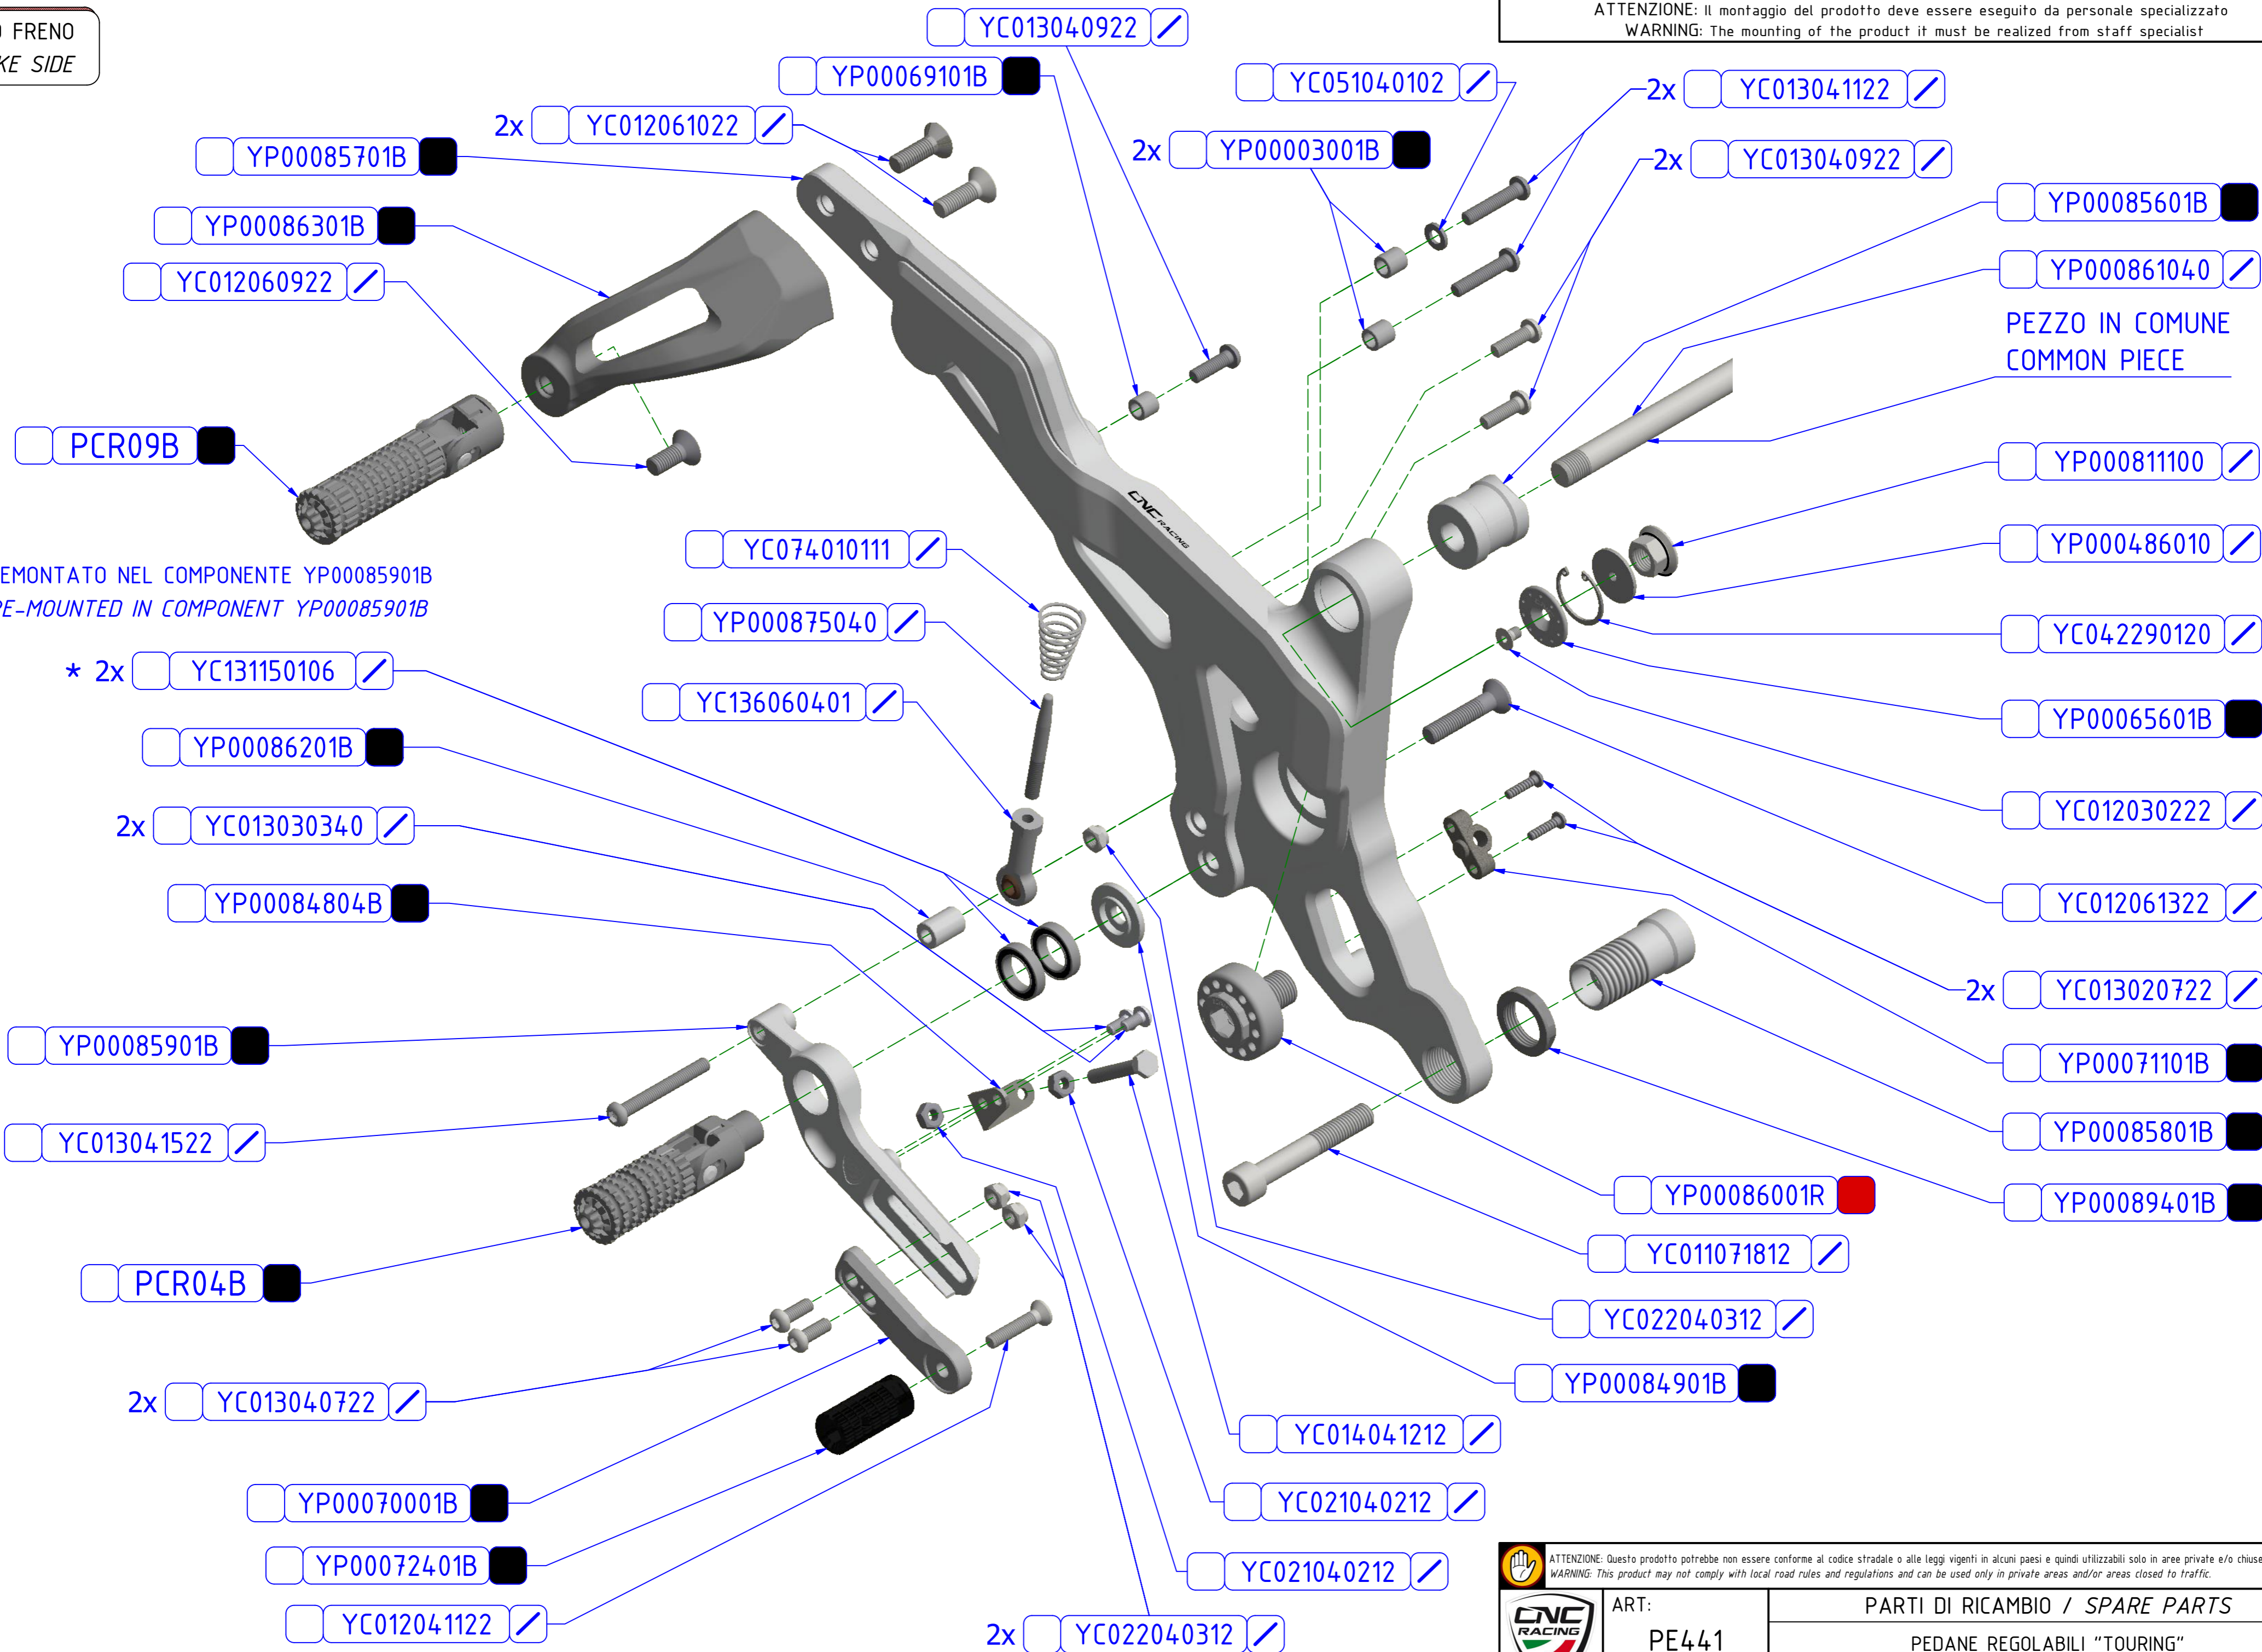 FRENO
SIDE
ATTENZIONE: Il montaggio del prodotto deve essere eseguito da personale specializzato
WARNING: The mounting of the product it must be realized from staff specialist
YC013040922
YP00069101B
YC051040102
2x YC013041122
2x YC012061022
2x YP00003001B
2x YC013040922
YP00085701B
YP00085601B
YP00086301B
YP000861040
YC012060922
PEZZO IN COMUNE
COMMON PIECE
PCR09B
YP000811100
CNC RACING
YC074010111
YP000486010
NEL COMPONENTE YP00085901B
IN COMPONENT YP00085901B
YP000875040
YC042290120
* 2x YC131150106
YC136060401
YP00065601B
YP00086201B
YC012030222
2x YC013030340
YP00084804B
YC012061322
2x YC013020722
YP00085901B
YP00071101B
YC013041522
YP00085801B
YP00086001R
YP00089401B
YC011071812
PCR04B
YC022040312
YP00084901B
2x YC013040722
YC014041212
YP00070001B
YC021040212
YP00072401B
YC021040212
YC012041122
2x YC022040312
ATTENZIONE: Questo prodotto potrebbe non essere conforme al codice stradale o alle leggi vigenti in alcuni paesi e quindi utilizzabili solo in aree private e/o chiuse
WARNING: This product may not comply with local road rules and regulations and can be used only in private areas and/or areas closed to traffic.
CNC RACING
ART:
PE441
PARTI DI RICAMBIO / SPARE PARTS
PEDANE REGOLABILI "TOURING"